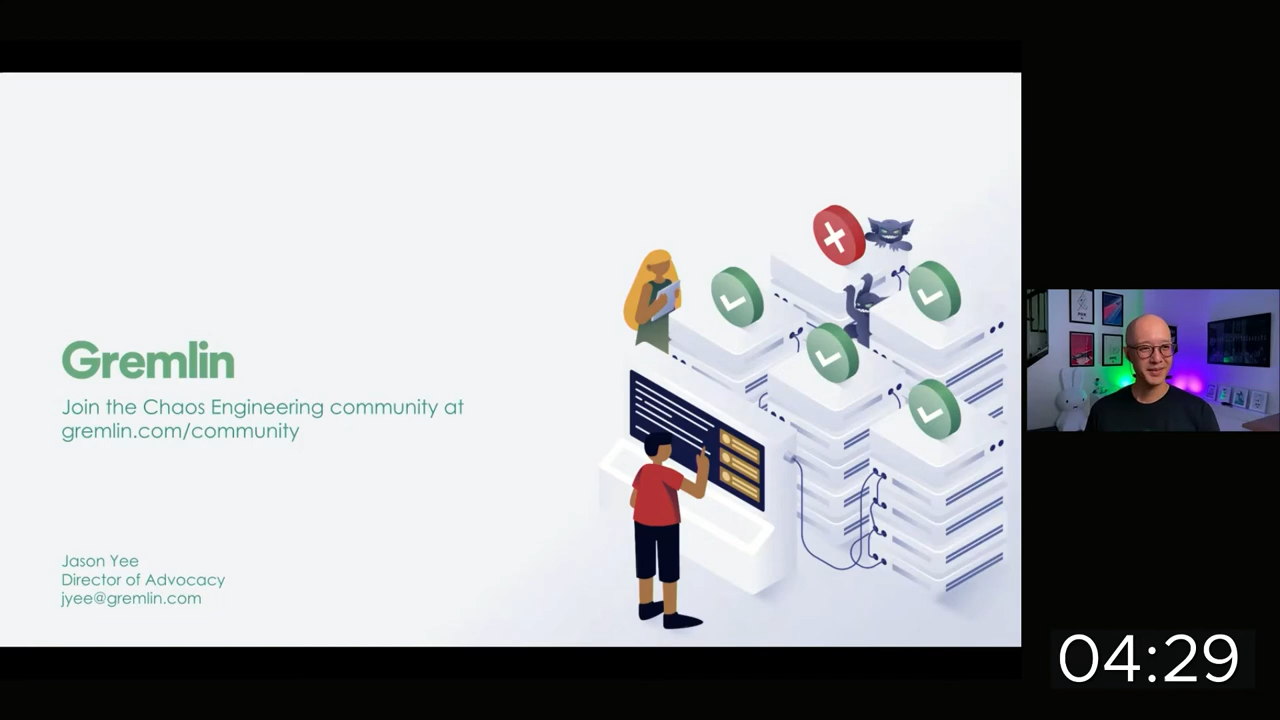 Gremlin
Join the Chaos Engineering community at
gremlin.com/community
Jason Yee
Director of Advocacy
jyee@gremlin.com
04:29